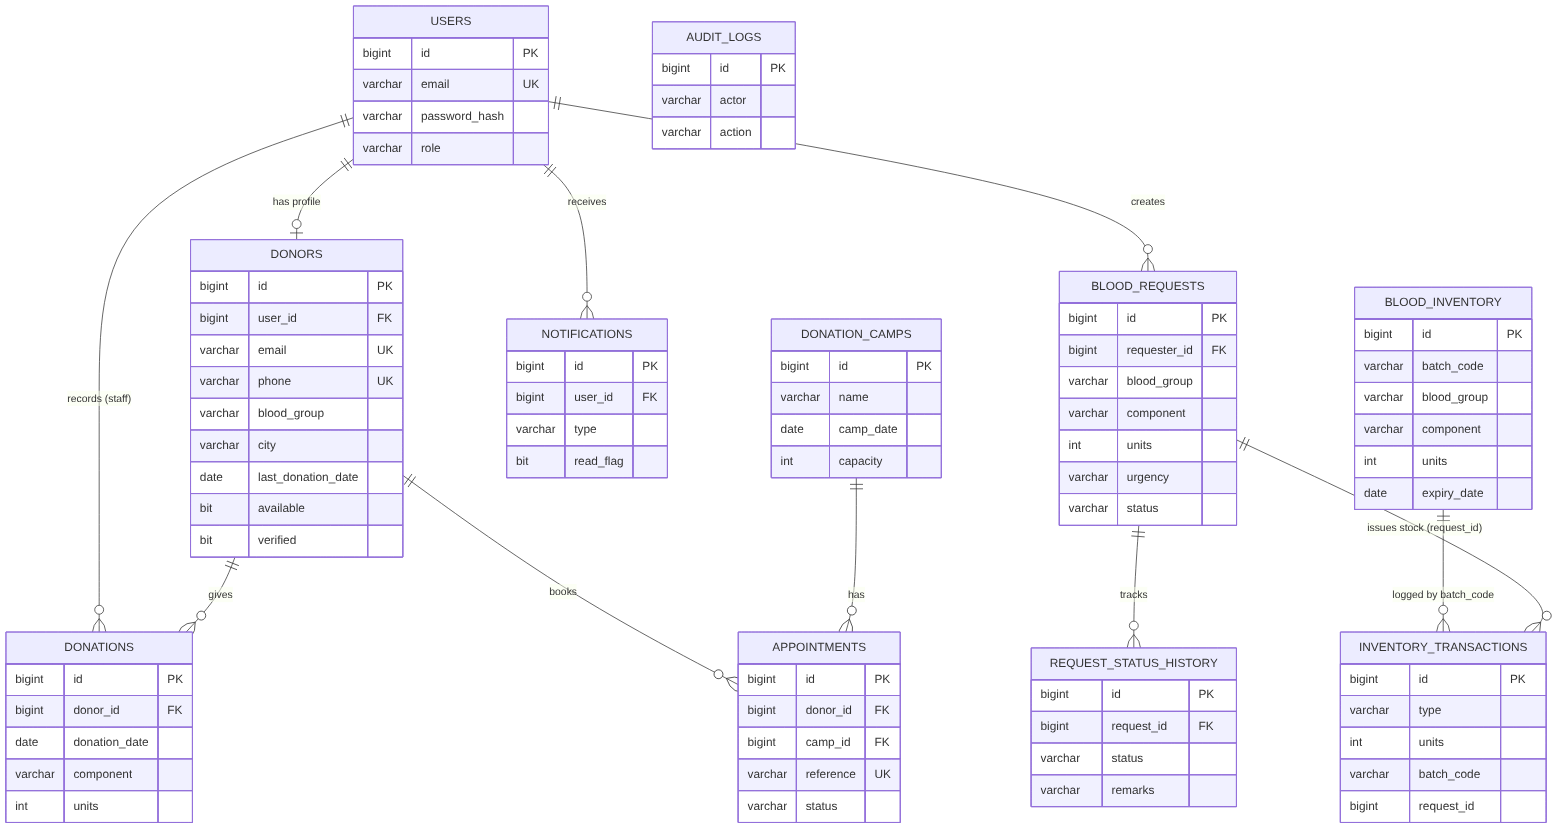 USERS
bigint id PK
varchar email UK
varchar password_hash
varchar role
AUDIT_LOGS
bigint id PK
varchar actor
varchar action
has profile
receives
creates
records (staff)
DONORS
bigint id PK
bigint user_id FK
varchar email UK
varchar phone UK
varchar blood_group
varchar city
date last_donation_date
bit available
bit verified
NOTIFICATIONS
bigint id PK
bigint user_id FK
varchar type
bit read_flag
DONATION_CAMPS
bigint id PK
varchar name
date camp_date
int capacity
BLOOD_REQUESTS
bigint id PK
bigint requester_id FK
varchar blood_group
varchar component
int units
varchar urgency
varchar status
BLOOD_INVENTORY
bigint id PK
varchar batch_code
varchar blood_group
varchar component
int units
date expiry_date
issues stock (request_id)
gives
books
has
tracks
logged by batch_code
DONATIONS
bigint id PK
bigint donor_id FK
date donation_date
varchar component
int units
APPOINTMENTS
bigint id PK
bigint donor_id FK
bigint camp_id FK
varchar reference UK
varchar status
REQUEST_STATUS_HISTORY
bigint id PK
bigint request_id FK
varchar status
varchar remarks
INVENTORY_TRANSACTIONS
bigint id PK
varchar type
int units
varchar batch_code
bigint request_id